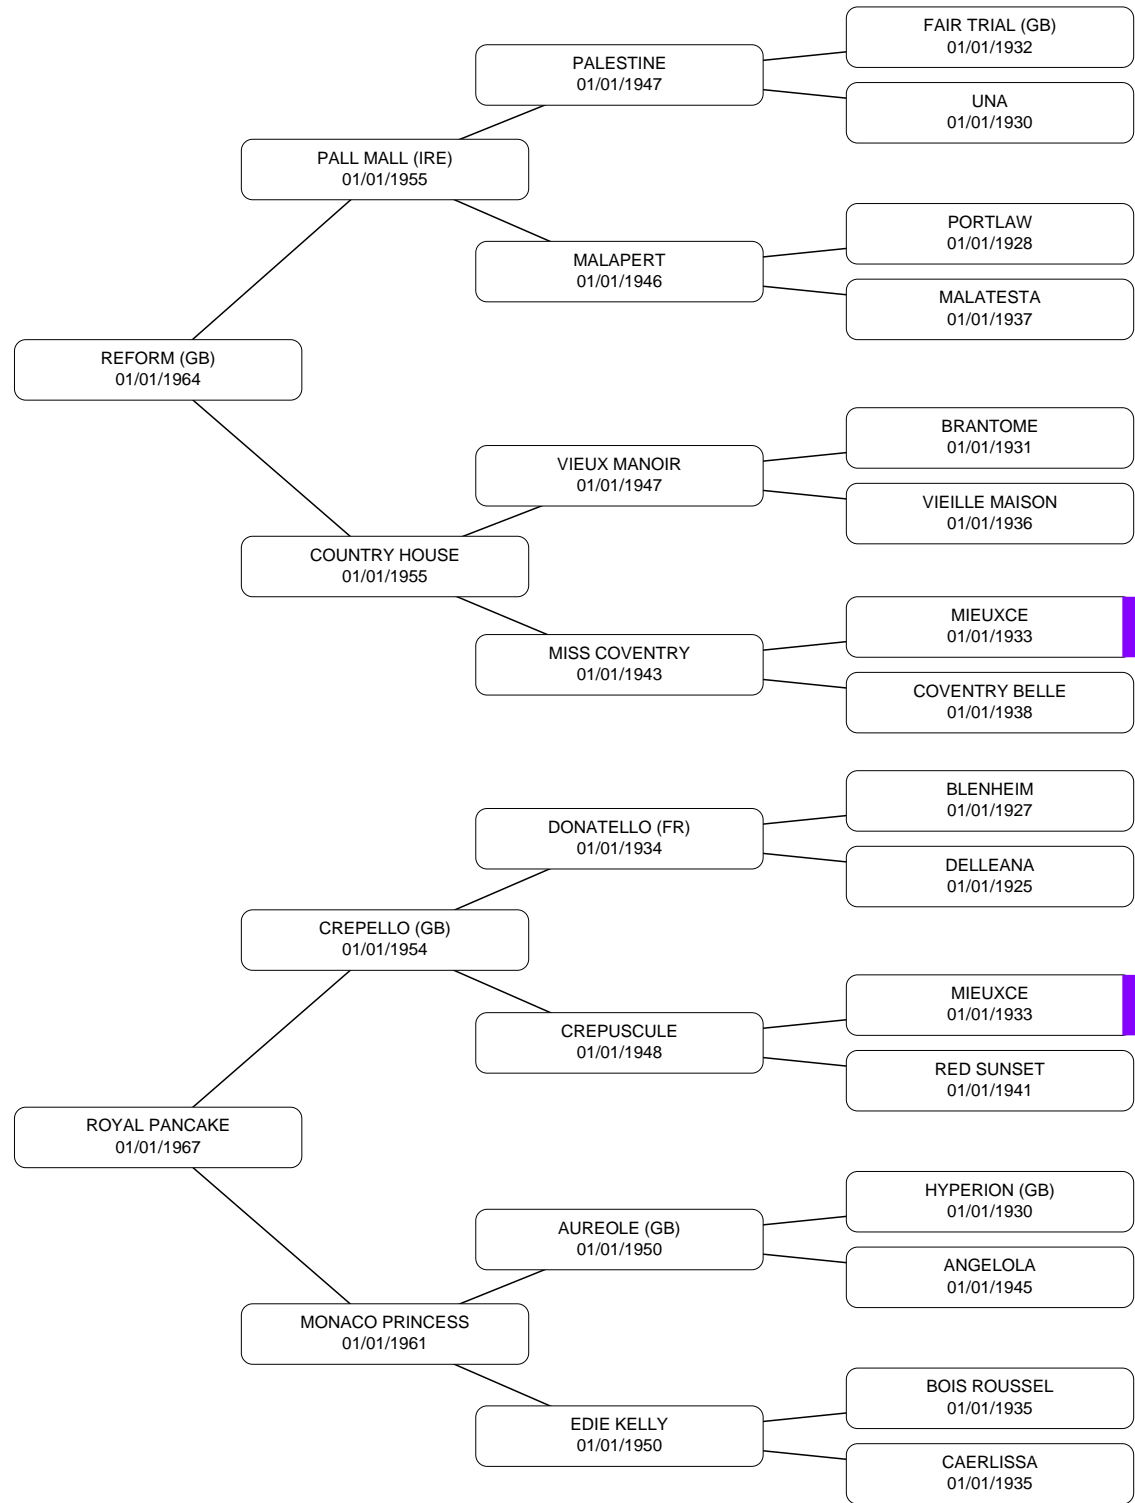 FAIR TRIAL (GB)
01/01/1932
PALESTINE
01/01/1947
UNA
01/01/1930
PALL MALL (IRE)
01/01/1955
PORTLAW
01/01/1928
MALAPERT
01/01/1946
MALATESTA
01/01/1937
REFORM (GB)
01/01/1964
BRANTOME
01/01/1931
VIEUX MANOIR
01/01/1947
VIEILLE MAISON
01/01/1936
COUNTRY HOUSE
01/01/1955
MIEUXCE
01/01/1933
MISS COVENTRY
01/01/1943
COVENTRY BELLE
01/01/1938
BLENHEIM
01/01/1927
DONATELLO (FR)
01/01/1934
DELLEANA
01/01/1925
CREPELLO (GB)
01/01/1954
MIEUXCE
01/01/1933
CREPUSCULE
01/01/1948
RED SUNSET
01/01/1941
ROYAL PANCAKE
01/01/1967
HYPERION (GB)
01/01/1930
AUREOLE (GB)
01/01/1950
ANGELOLA
01/01/1945
MONACO PRINCESS
01/01/1961
BOIS ROUSSEL
01/01/1935
EDIE KELLY
01/01/1950
CAERLISSA
01/01/1935